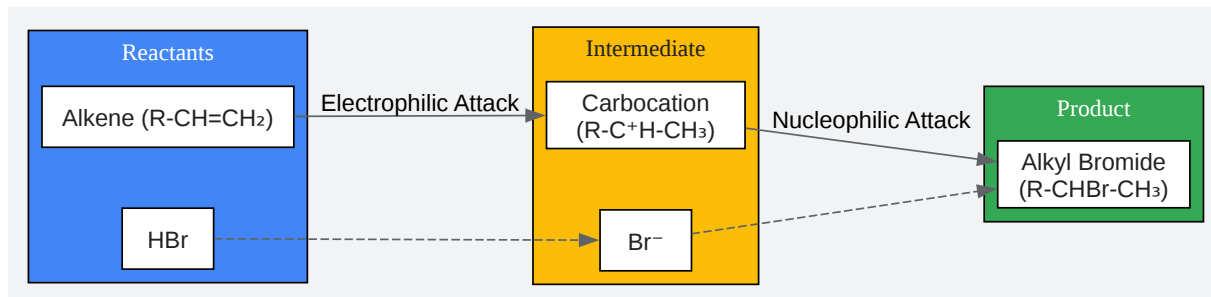 Reactants
Alkene (R-CH=CH₂)
HBr
Electrophilic Attack
Intermediate
Carbocation
(R-C⁺H-CH₃)
Br⁻
Nucleophilic Attack
Product
Alkyl Bromide
(R-CHBr-CH₃)